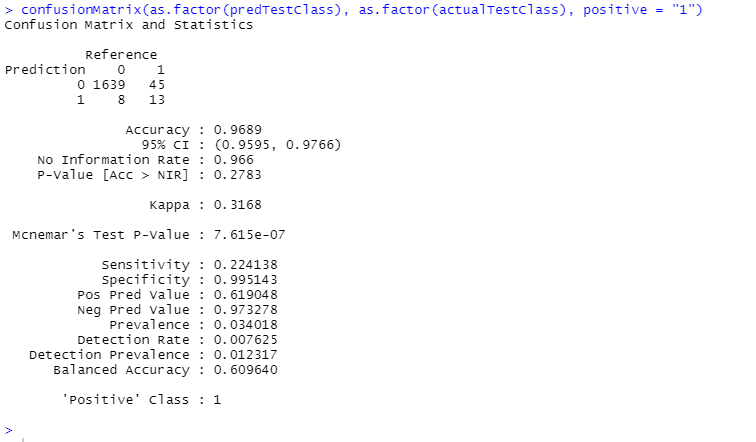 > confusionMatrix(as.factor(predTestClass), as.factor(actualTestClass), positive = "1")
Confusion Matrix and Statistics
Reference
Prediction 0 1
0 1639 45
1 8 13
Accuracy : 0.9689
95% CI : (0.9595, 0.9766)
No Information Rate : 0.966
P-Value [Acc > NIR] : 0.2783
Kappa : 0.3168
Mcnemar's Test P-Value : 7.615e-07
Sensitivity : 0.224138
Specificity : 0.995143
Pos Pred Value : 0.619048
Neg Pred Value : 0.973278
Prevalence : 0.034018
Detection Rate : 0.007625
Detection Prevalence : 0.012317
Balanced Accuracy : 0.609640
'Positive' Class : 1
>